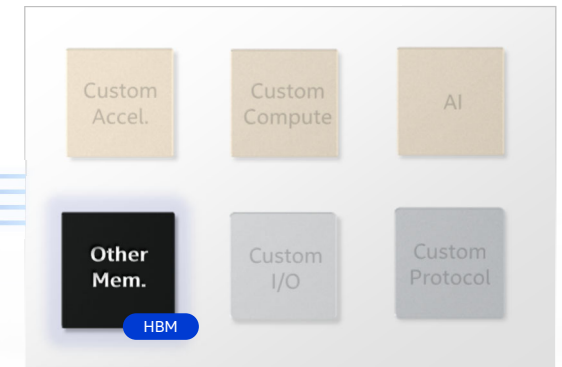 Custom
Accel.
Custom
Compute
AI
Other
Mem.
HBM
Custom
I/O
Custom
Protocol